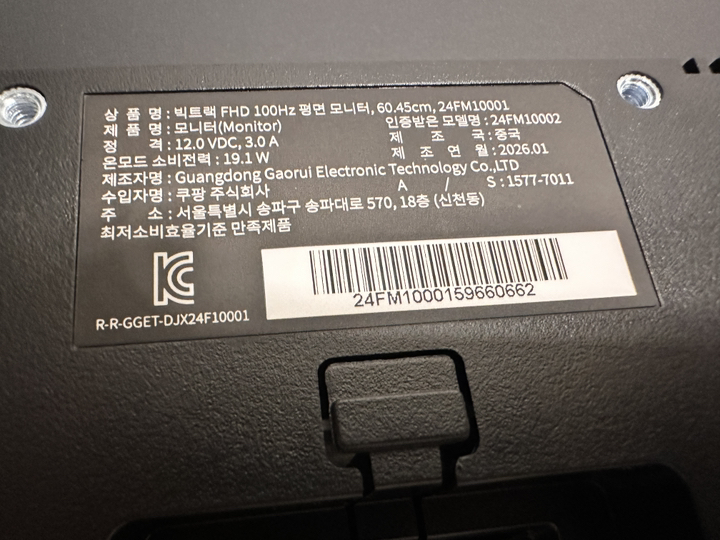 상 품 명 : 빅트랙 FHD 100Hz 평면 모니터, 60.45cm, 24FM10001
제 품 명 : 모니터(Monitor) 인증받은 모델명 : 24FM10002
정 격 : 12.0 VDC, 3.0 A 제 조 국 : 중국
온모드 소비전력 : 19.1 W 제 조 연 월 : 2026.01
제조자명 : Guangdong Gaorui Electronic Technology Co.,LTD
수입자명 : 쿠팡 주식회사 A / S : 1577-7011
주 소 : 서울특별시 송파구 송파대로 570, 18층 (신천동)
최저소비효율기준 만족제품
KC
R-R-GGET-DJX24F10001
24FM1000159660662